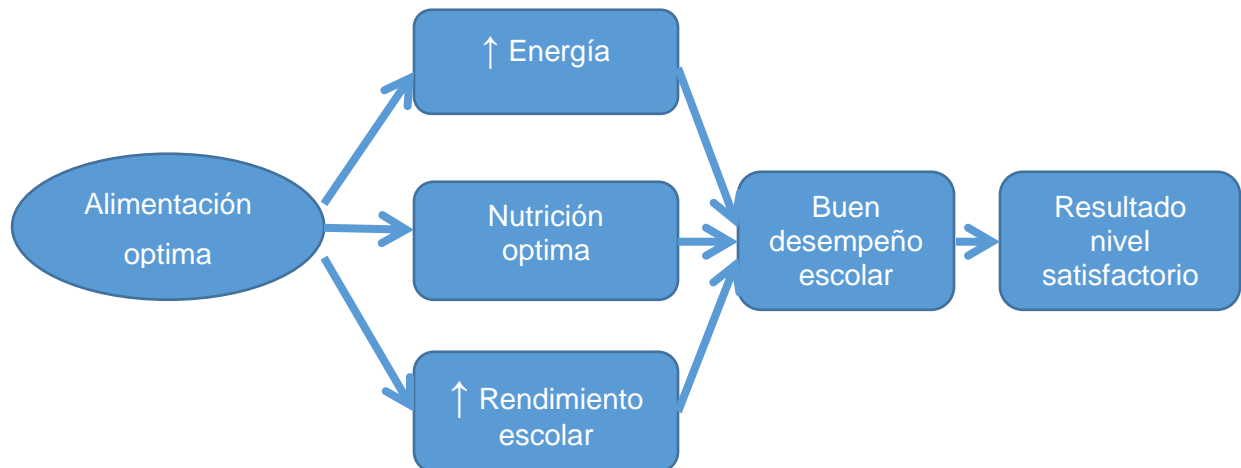 ↑ Energía
Alimentación
optima
Nutrición
optima
↑ Rendimiento
escolar
Buen
desempeño
escolar
Resultado
nivel
satisfactorio